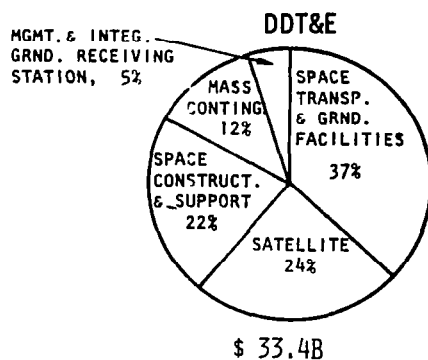 DDT&E
MGMT. & INTEG.
GRND. RECEIVING
STATION, 5%
MASS
CONTING.
12%
SPACE
TRANSP.
& GRND.
FACILITIES
37%
SPACE
CONSTRUCT.
& SUPPORT
22%
SATELLITE
24%
$ 33.4B